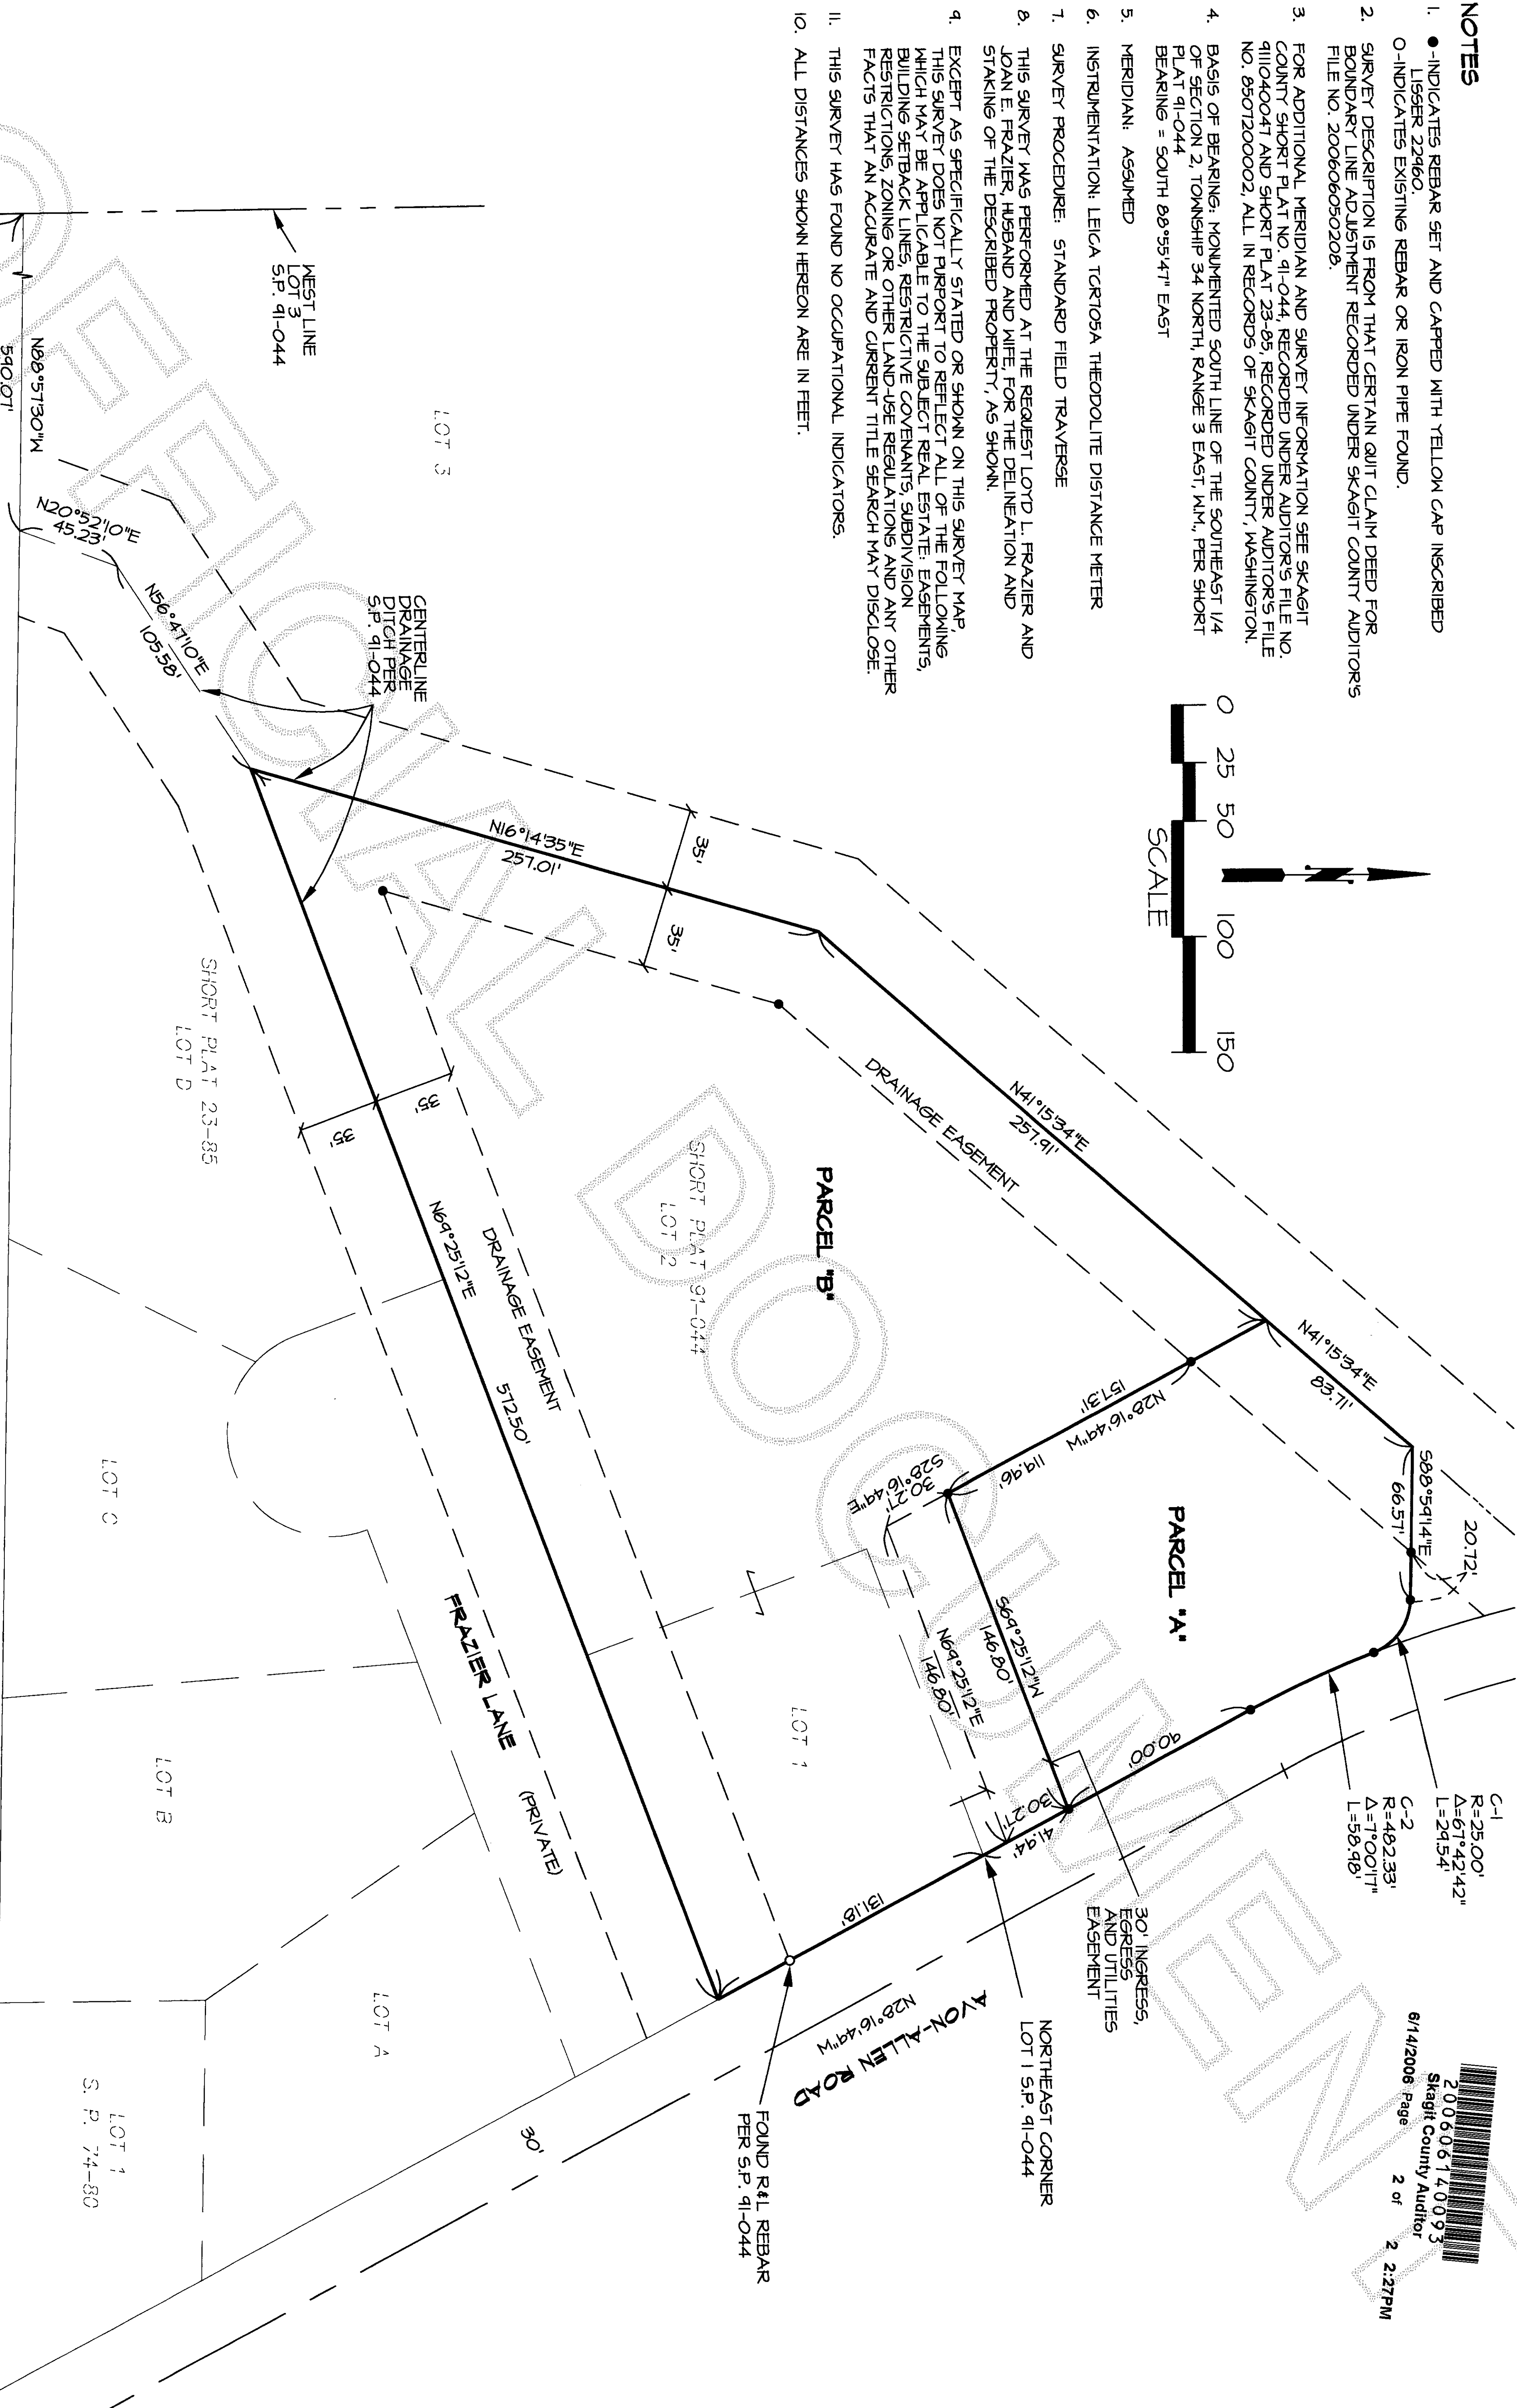 NOTES
1. ●-INDICATES REBAR SET AND CAPPED WITH YELLOW CAP INSCRIBED
LISSER 22960.
O-INDICATES EXISTING REBAR OR IRON PIPE FOUND.
2. SURVEY DESCRIPTION IS FROM THAT CERTAIN QUIT CLAIM DEED FOR
BOUNDARY LINE ADJUSTMENT RECORDED UNDER SKAGIT COUNTY AUDITOR'S
FILE NO. 200606050208.
3. FOR ADDITIONAL MERIDIAN AND SURVEY INFORMATION SEE SKAGIT
COUNTY SHORT PLAT NO. 91-044, RECORDED UNDER AUDITOR'S FILE NO.
9111040047 AND SHORT PLAT 23-85, RECORDED UNDER AUDITOR'S FILE
NO. 8507200002, ALL IN RECORDS OF SKAGIT COUNTY, WASHINGTON.
4. BASIS OF BEARING: MONUMENTED SOUTH LINE OF THE SOUTHEAST 1/4
OF SECTION 2, TOWNSHIP 34 NORTH, RANGE 3 EAST, W.M., PER SHORT
PLAT 91-044
BEARING = SOUTH 88°55'47" EAST
5. MERIDIAN: ASSUMED
6. INSTRUMENTATION: LEICA TCR705A THEODOLITE DISTANCE METER
7. SURVEY PROCEDURE: STANDARD FIELD TRAVERSE
8. THIS SURVEY WAS PERFORMED AT THE REQUEST LOYD L. FRAZIER AND
JOAN E. FRAZIER, HUSBAND AND WIFE, FOR THE DELINEATION AND
STAKING OF THE DESCRIBED PROPERTY, AS SHOWN.
9. EXCEPT AS SPECIFICALLY STATED OR SHOWN ON THIS SURVEY MAP,
THIS SURVEY DOES NOT PURPORT TO REFLECT ALL OF THE FOLLOWING
WHICH MAY BE APPLICABLE TO THE SUBJECT REAL ESTATE: EASEMENTS,
BUILDING SETBACK LINES, RESTRICTIVE COVENANTS, SUBDIVISION
RESTRICTIONS, ZONING OR OTHER LAND-USE REGULATIONS AND ANY OTHER
FACTS THAT AN ACCURATE AND CURRENT TITLE SEARCH MAY DISCLOSE.
11. THIS SURVEY HAS FOUND NO OCCUPATIONAL INDICATORS.
10. ALL DISTANCES SHOWN HEREON ARE IN FEET.
0 25 50 100 150
SCALE
200606140093
Skagit County Auditor
6/14/2006 Page 2 of 2 2:27PM
C-1
R=25.00'
Δ=67°42'42"
L=29.54'
C-2
R=482.33'
Δ=7°00'17"
L=58.98'
20.72'
S88°59'14"E
66.57'
N41°15'34"E
83.71'
N41°15'34"E
257.91'
DRAINAGE EASEMENT
PARCEL "A"
PARCEL "B"
N28°16'49"W
157.31'
119.96'
S28°16'49"E
30.27'
S69°25'12"W
146.80'
N69°25'12"E
146.80'
90.00'
30.27'
41.94'
131.18'
30' INGRESS,
EGRESS
AND UTILITIES
EASEMENT
NORTHEAST CORNER
LOT 1 S.P. 91-044
AVON-ALLEN ROAD
N28°16'49"W
FOUND R&L REBAR
PER S.P. 91-044
30'
N16°14'35"E
257.01'
35'
35'
SHORT PLAT 91-044
LOT 2
LOT 1
DRAINAGE EASEMENT
N69°25'12"E
572.50'
35'
35'
FRAZIER LANE (PRIVATE)
CENTERLINE
DRAINAGE
DITCH PER
S.P. 91-044
LOT 3
WEST LINE
LOT 3
S.P. 91-044
N88°57'30"W
590.07'
N20°52'10"E
45.23'
N56°47'10"E
105.58'
SHORT PLAT 23-85
LOT D
LOT C
LOT B
LOT A
LOT 1
S. P. 74-80
OFFICIAL DOCUMENT